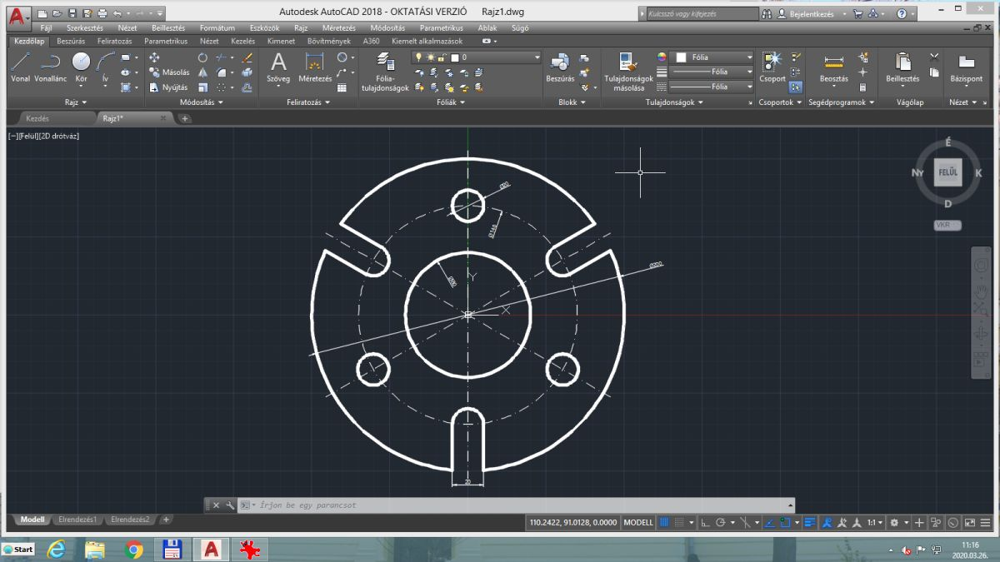 Autodesk AutoCAD 2018 - OKTATÁSI VERZIÓ Rajz1.dwg
Kulcsszó vagy kifejezés
Bejelentkezés
Fájl Szerkesztés Nézet Beillesztés Formátum Eszközök Rajz Méretezés Módosítás Parametrikus Ablak Súgó
Kezdőlap Beszúrás Feliratozás Parametrikus Nézet Kezelés Kimenet Bővítmények A360 Kiemelt alkalmazások
Vonal Vonallánc Kör Ív
Másolás
Nyújtás
Szöveg Méretezés
Fólia-
tulajdonságok
0
Beszúrás
Tulajdonságok
másolása
Fólia
Fólia
Fólia
Csoport
Beosztás
Beillesztés
Bázispont
Rajz Módosítás Feliratozás Fóliák Blokk Tulajdonságok Csoportok Segédprogramok Vágólap Nézet
Kezdés Rajz1*
[−][Felül][2D drótváz]
É
Ny FELÜL K
D
VKR
Ø20
Ø140
Ø80
Ø200
Y
X
20
Írjon be egy parancsot
Modell Elrendezés1 Elrendezés2
110.2422, 91.0128, 0.0000 MODELL
1:1
Start
11:16
2020.03.26.